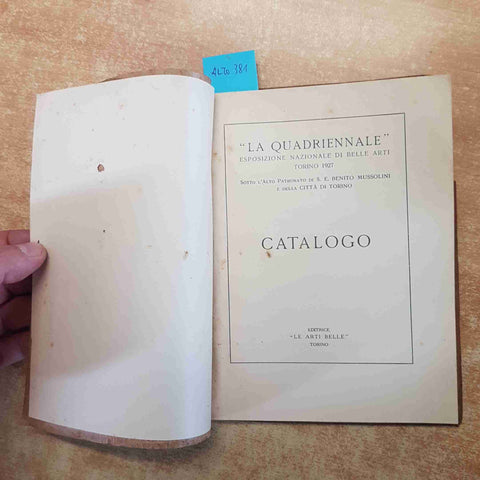 ALTO 381
“LA QUADRIENNALE”
ESPOSIZIONE NAZIONALE DI BELLE ARTI
TORINO 1927
SOTTO L'ALTO PATRONATO DI S. E. BENITO MUSSOLINI
E DELLA CITTÀ DI TORINO
CATALOGO
EDITRICE
“LE ARTI BELLE”
TORINO